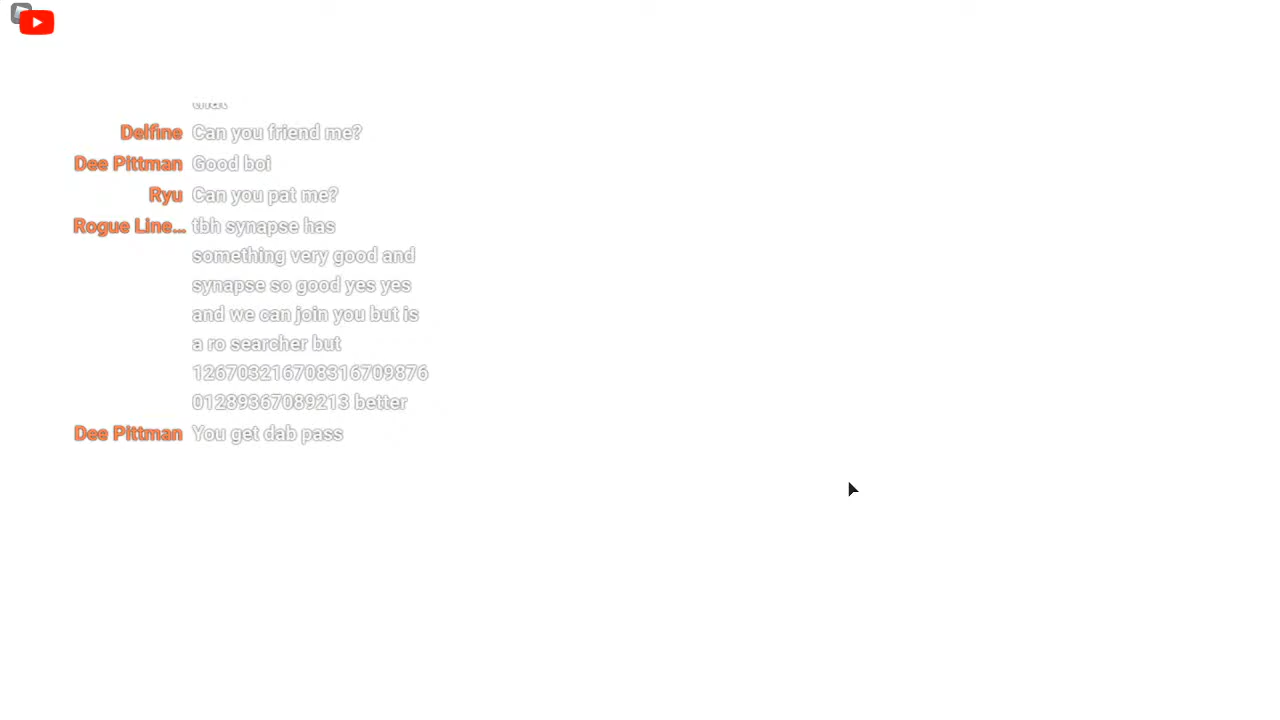 that
Delfine Can you friend me?
Dee Pittman Good boi
Ryu Can you pat me?
Rogue Line... tbh synapse has
something very good and
synapse so good yes yes
and we can join you but is
a ro searcher but
126703216708316709876
01289367089213 better
Dee Pittman You get dab pass